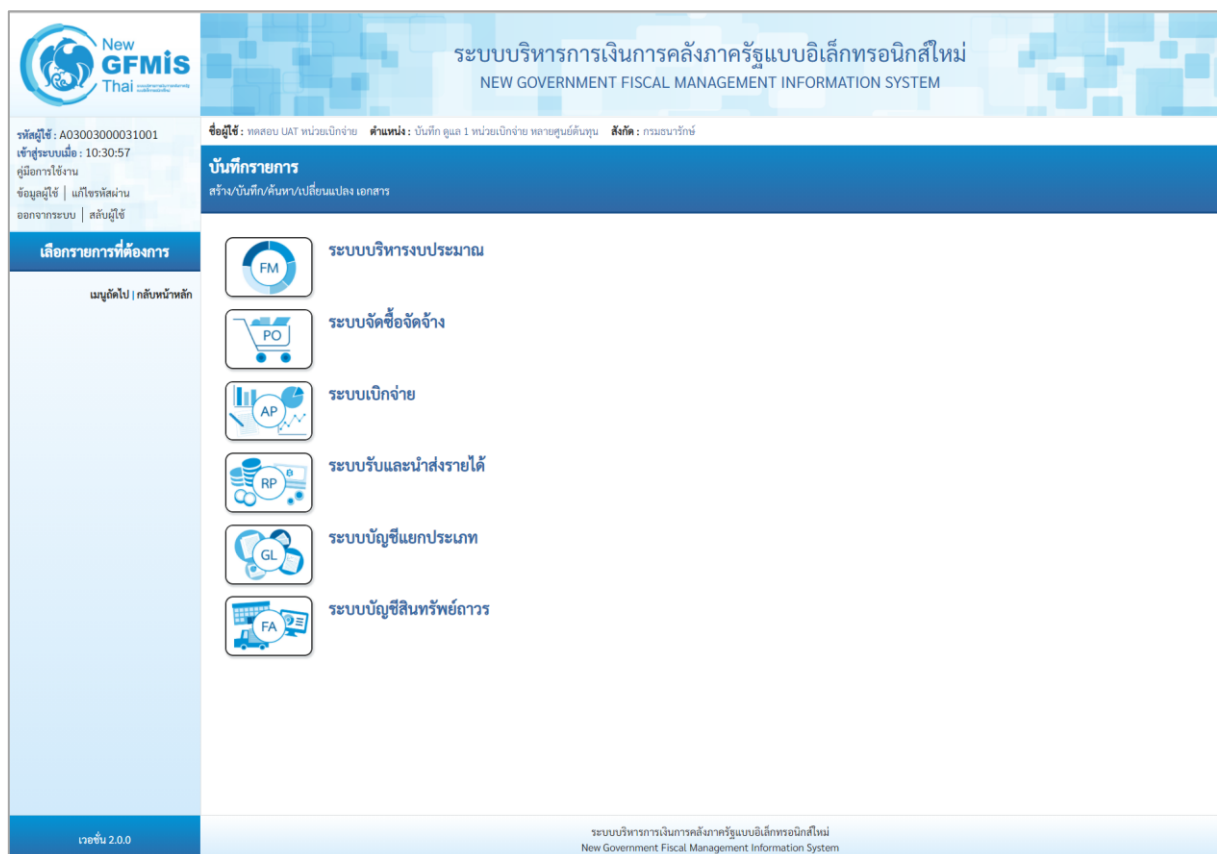 New
GFMiS
Thai
ระบบบริหารการเงินการคลังภาครัฐแบบอิเล็กทรอนิกส์ใหม่
NEW GOVERNMENT FISCAL MANAGEMENT INFORMATION SYSTEM
รหัสผู้ใช้ : A03003000031001
เข้าสู่ระบบเมื่อ : 10:30:57
คู่มือการใช้งาน
ข้อมูลผู้ใช้ | แก้ไขรหัสผ่าน
ออกจากระบบ | สลับผู้ใช้
ชื่อผู้ใช้ : ทดสอบ UAT หน่วยเบิกจ่าย ตำแหน่ง : บันทึก ดูแล 1 หน่วยเบิกจ่าย หลายศูนย์ต้นทุน สังกัด : กรมธนารักษ์
บันทึกรายการ
สร้าง/บันทึก/ค้นหา/เปลี่ยนแปลง เอกสาร
เลือกรายการที่ต้องการ
เมนูถัดไป | กลับหน้าหลัก
FM
ระบบบริหารงบประมาณ
PO
ระบบจัดซื้อจัดจ้าง
AP
ระบบเบิกจ่าย
RP
ระบบรับและนำส่งรายได้
GL
ระบบบัญชีแยกประเภท
FA
ระบบบัญชีสินทรัพย์ถาวร
เวอชั่น 2.0.0
ระบบบริหารการเงินการคลังภาครัฐแบบอิเล็กทรอนิกส์ใหม่
New Government Fiscal Management Information System